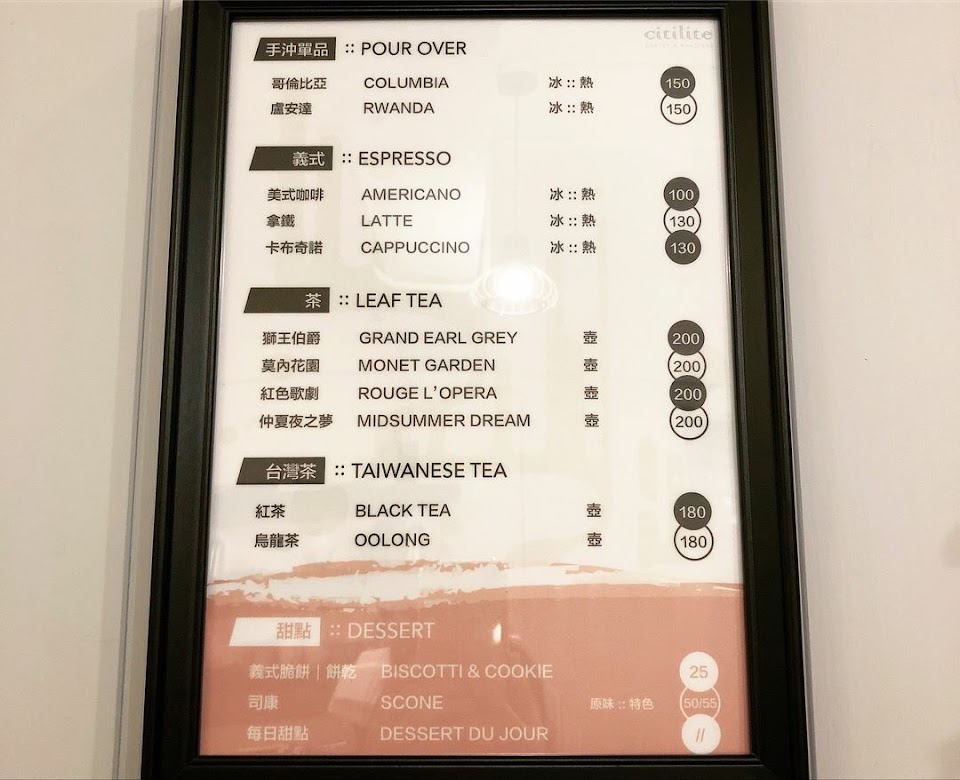 citilite
手沖單品 :: POUR OVER
哥倫比亞 COLUMBIA 冰 :: 熱 150
盧安達 RWANDA 冰 :: 熱 150
義式 :: ESPRESSO
美式咖啡 AMERICANO 冰 :: 熱 100
拿鐵 LATTE 冰 :: 熱 130
卡布奇諾 CAPPUCCINO 冰 :: 熱 130
茶 :: LEAF TEA
獅王伯爵 GRAND EARL GREY 壺 200
莫內花園 MONET GARDEN 壺 200
紅色歌劇 ROUGE L'OPERA 壺 200
仲夏夜之夢 MIDSUMMER DREAM 壺 200
台灣茶 :: TAIWANESE TEA
紅茶 BLACK TEA 壺 180
烏龍茶 OOLONG 壺 180
甜點 :: DESSERT
義式脆餅｜餅乾 BISCOTTI & COOKIE 25
司康 SCONE 原味 :: 特色 50/55
每日甜點 DESSERT DU JOUR //